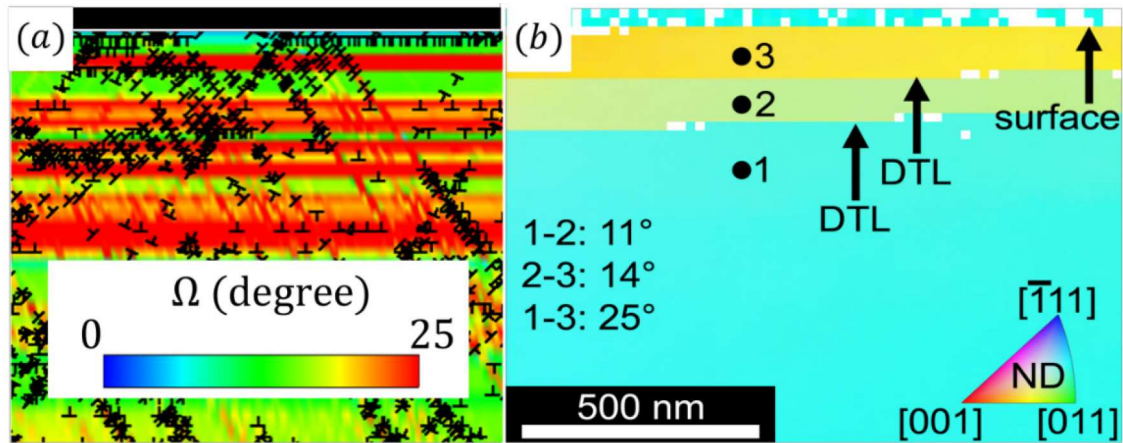 (a)
Ω (degree)
0
25
(b)
3
2
1
surface
DTL
DTL
1-2: 11°
2-3: 14°
1-3: 25°
500 nm
[1̅11]
ND
[001]
[011]